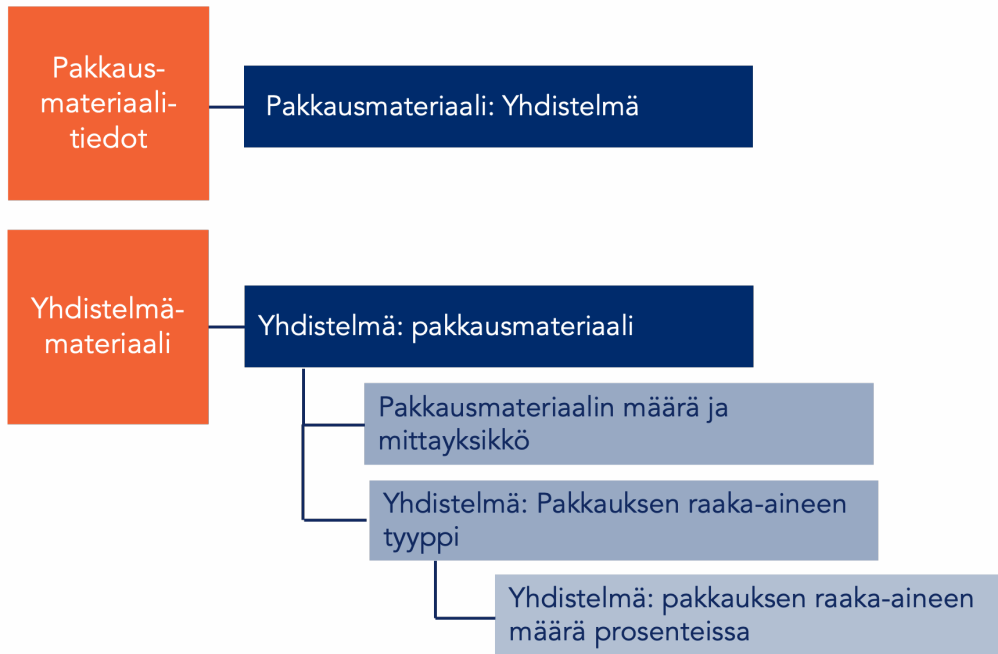 Pakkaus-
materiaali-
tiedot
Pakkausmateriaali: Yhdistelmä
Yhdistelmä-
materiaali
Yhdistelmä: pakkausmateriaali
Pakkausmateriaalin määrä ja
mittayksikkö
Yhdistelmä: Pakkauksen raaka-aineen
tyyppi
Yhdistelmä: pakkauksen raaka-aineen
määrä prosenteissa